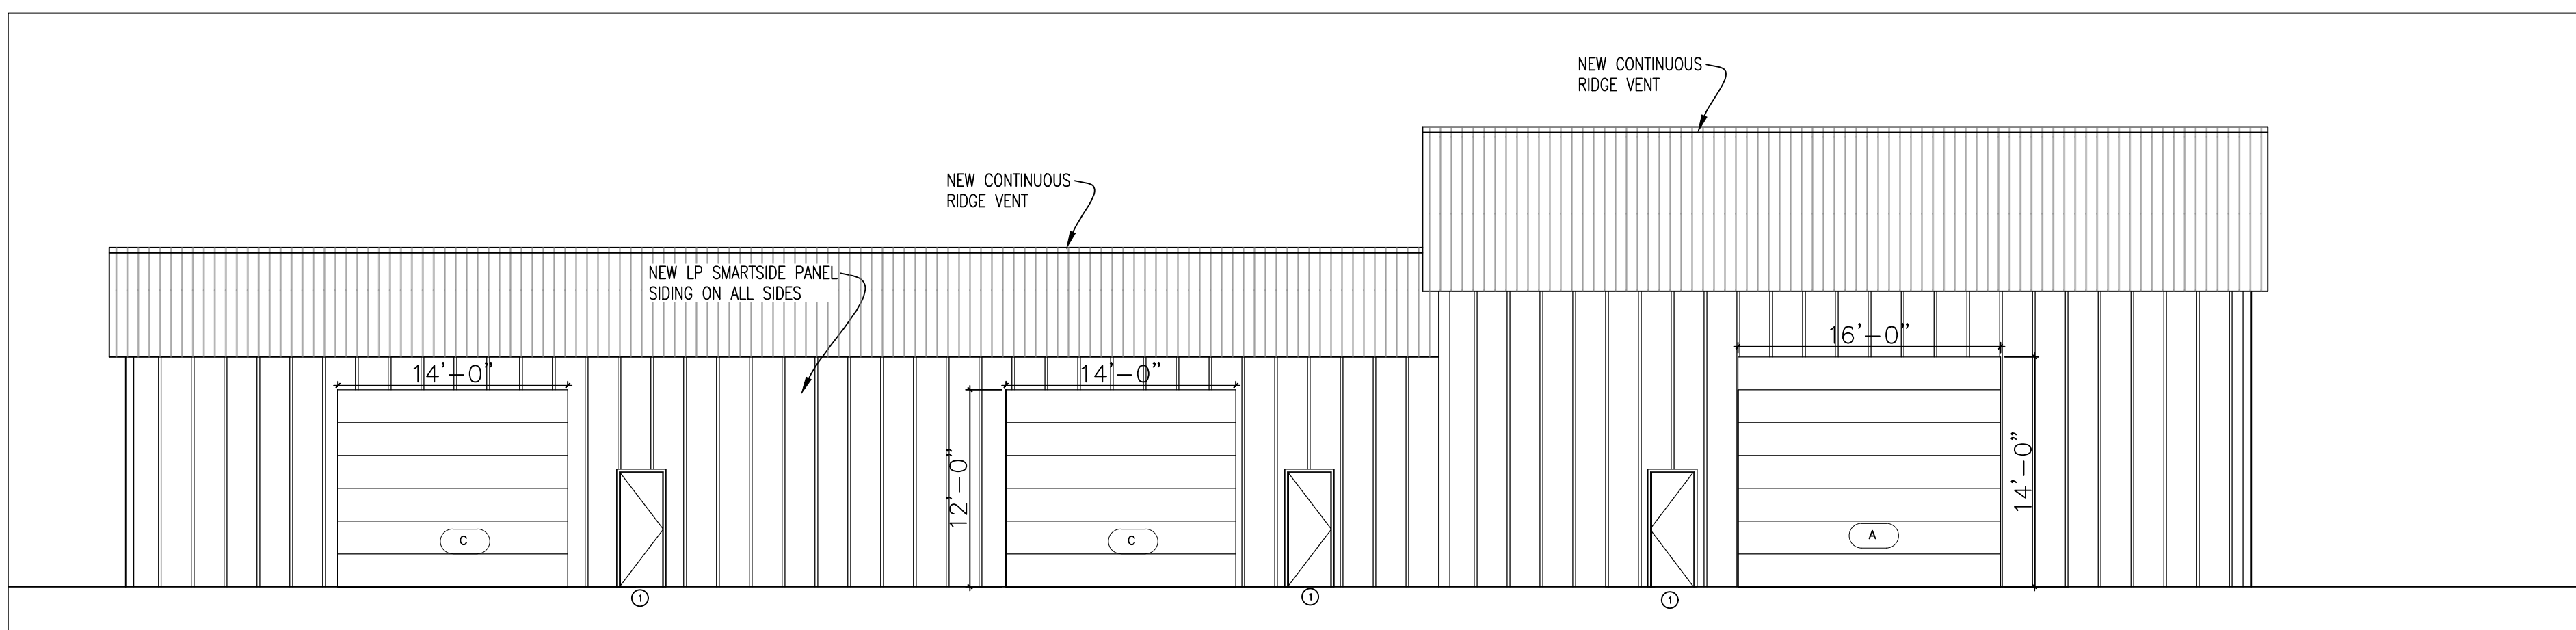 NEW CONTINUOUS
RIDGE VENT
NEW CONTINUOUS
RIDGE VENT
NEW LP SMARTSIDE PANEL
SIDING ON ALL SIDES
16'-0"
14'-0"
14'-0"
12'-0"
14'-0"
C
C
A
1
1
1